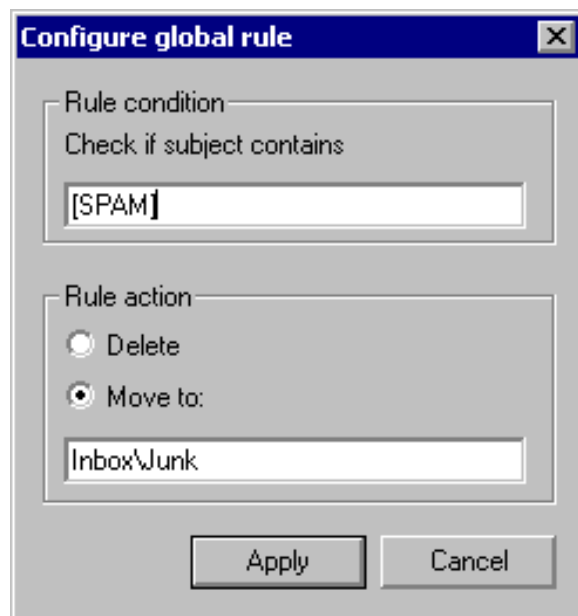 Configure global rule
Rule condition
Check if subject contains
[SPAM]
Rule action
Delete
Move to:
Inbox\Junk
Apply
Cancel